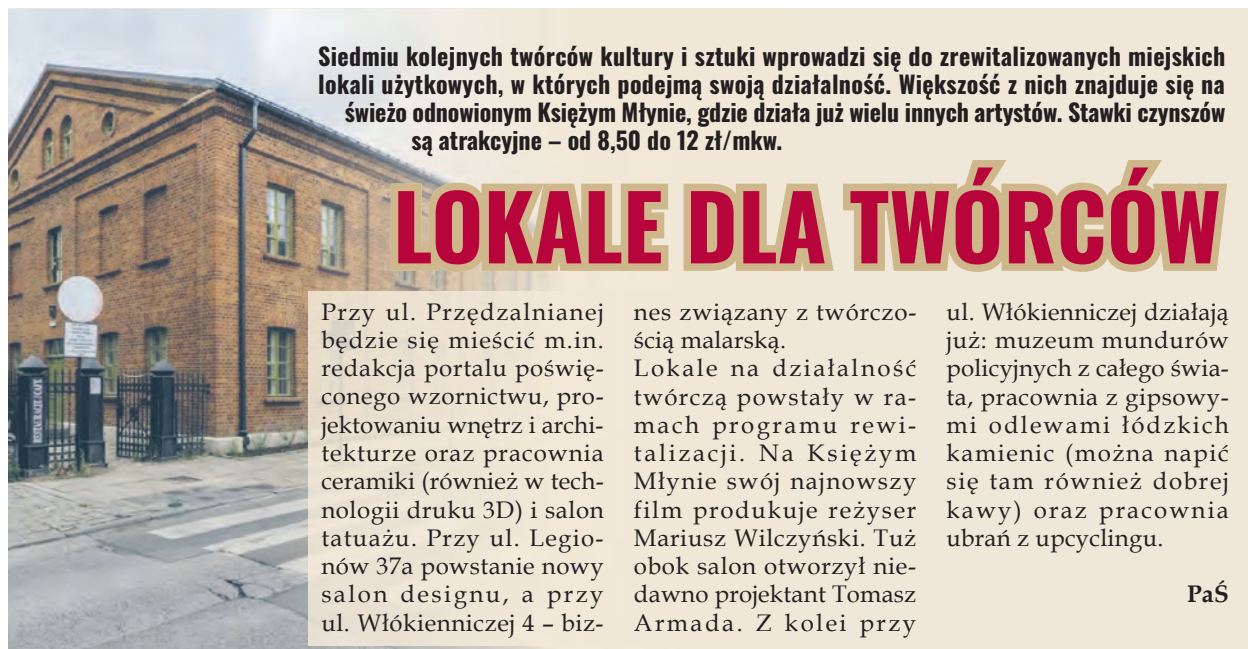 Siedmiu kolejnych twórców kultury i sztuki wprowadzi się do zrewitalizowanych miejskich
lokali użytkowych, w których podejmą swoją działalność. Większość z nich znajduje się na
świeżo odnowionym Księżym Młynie, gdzie działa już wielu innych artystów. Stawki czynszów
są atrakcyjne – od 8,50 do 12 zł/mkw.
LOKALE DLA TWÓRCÓW
Przy ul. Przędzalnianej
będzie się mieścić m.in.
redakcja portalu poświę-
conego wzornictwu, pro-
jektowaniu wnętrz i archi-
tekturze oraz pracownia
ceramiki (również w tech-
nologii druku 3D) i salon
tatuażu. Przy ul. Legio-
nów 37a powstanie nowy
salon designu, a przy
ul. Włókienniczej 4 – biz-
nes związany z twórczo-
ścią malarską.
Lokale na działalność
twórczą powstały w ra-
mach programu rewi-
talizacji. Na Księżym
Młynie swój najnowszy
film produkuje reżyser
Mariusz Wilczyński. Tuż
obok salon otworzył nie-
dawno projektant Tomasz
Armada. Z kolei przy
ul. Włókienniczej działają
już: muzeum mundurów
policyjnych z całego świa-
ta, pracownia z gipsowy-
mi odlewami łódzkich
kamienic (można napić
się tam również dobrej
kawy) oraz pracownia
ubrań z upcyclingu.
PaŚ